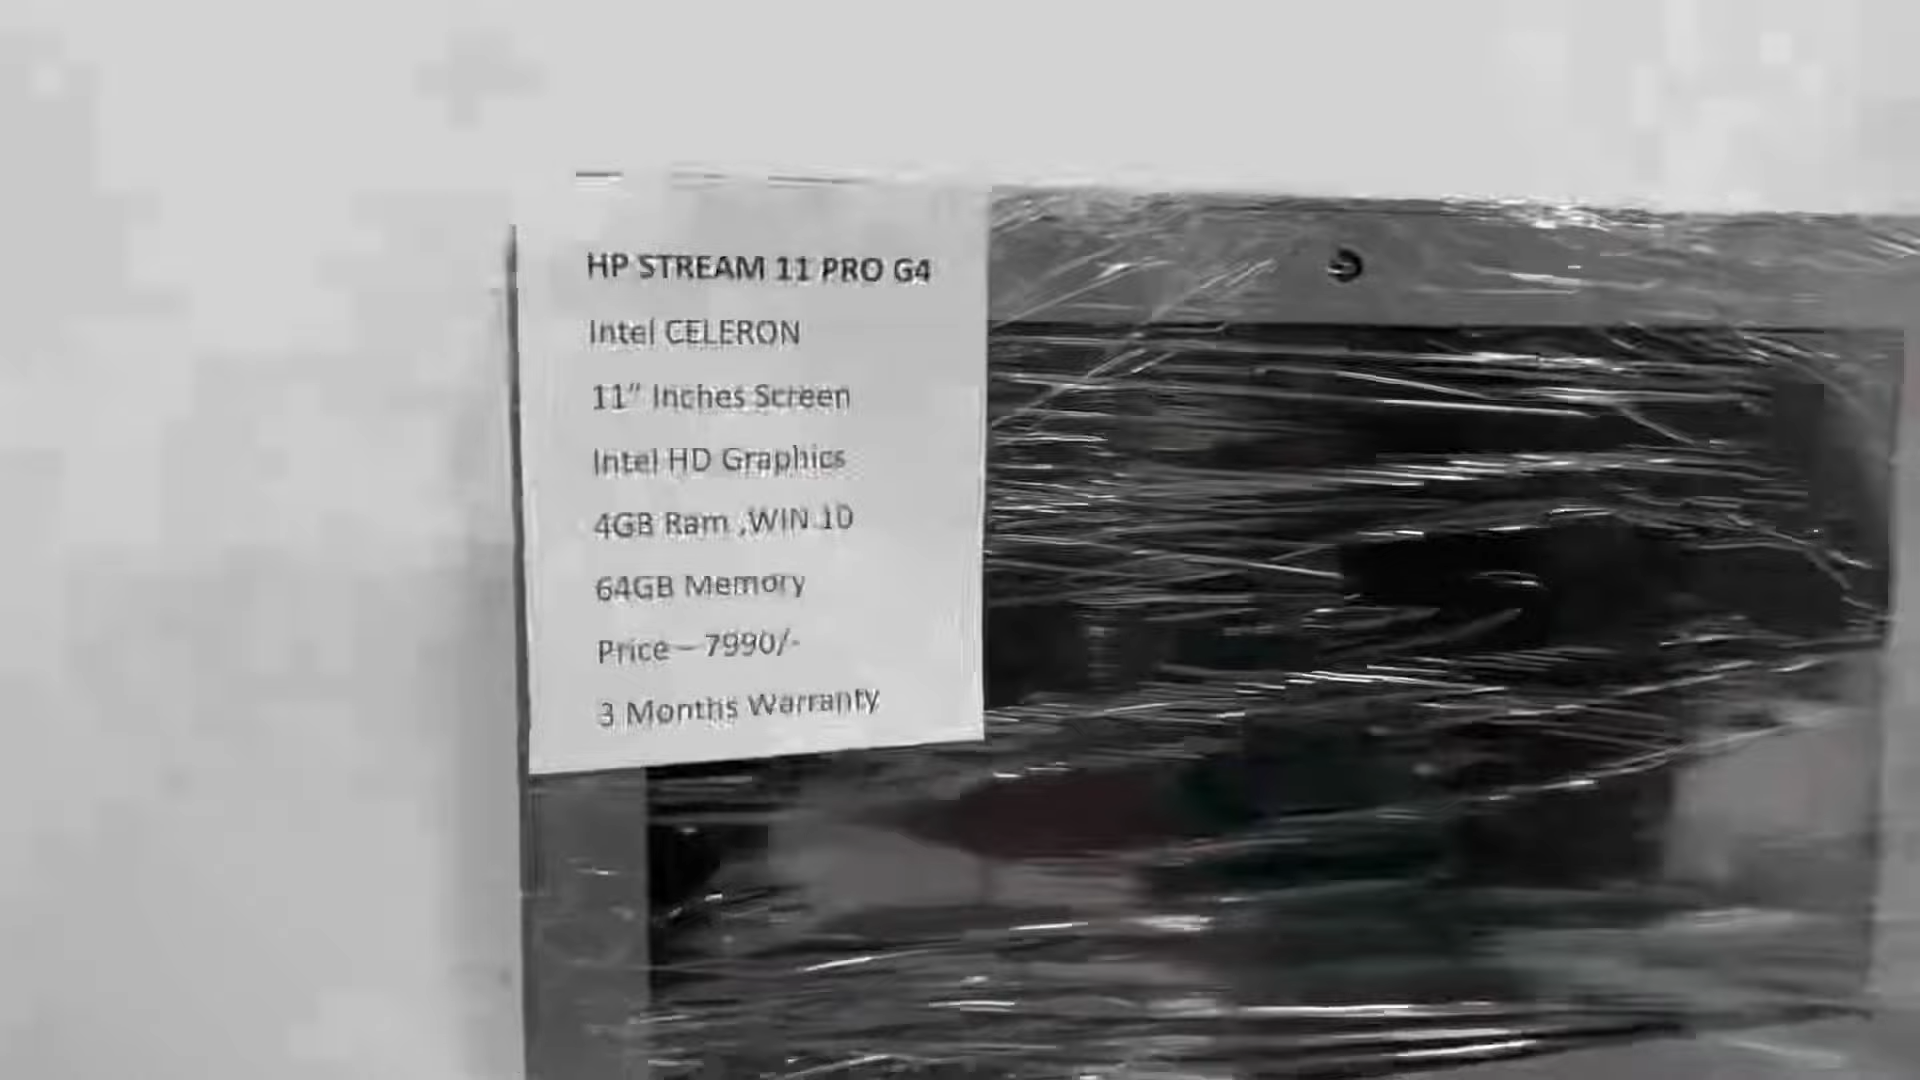 HP STREAM 11 PRO G4
Intel CELERON
11" Inches Screen
Intel HD Graphics
4GB Ram ,WIN 10
64GB Memory
Price – 7990/-
3 Months Warranty